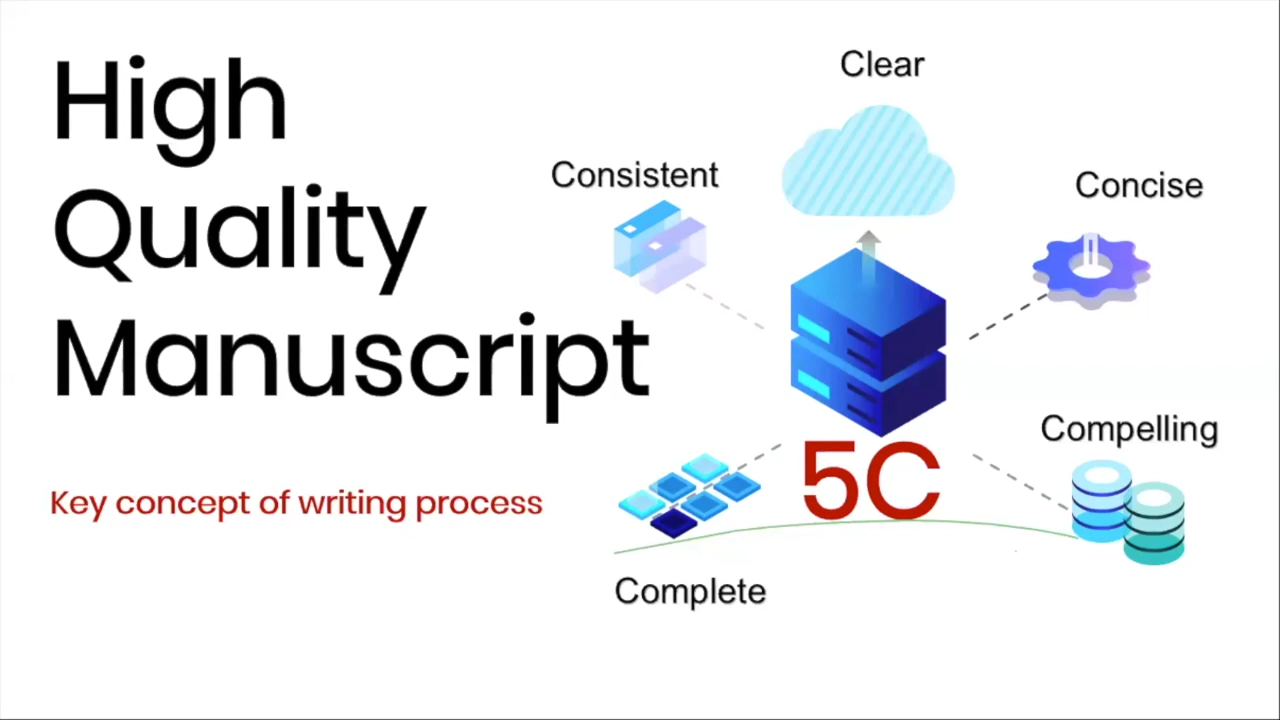 High
Quality
Manuscript
Key concept of writing process
Clear
Consistent
Concise
5C
Compelling
Complete